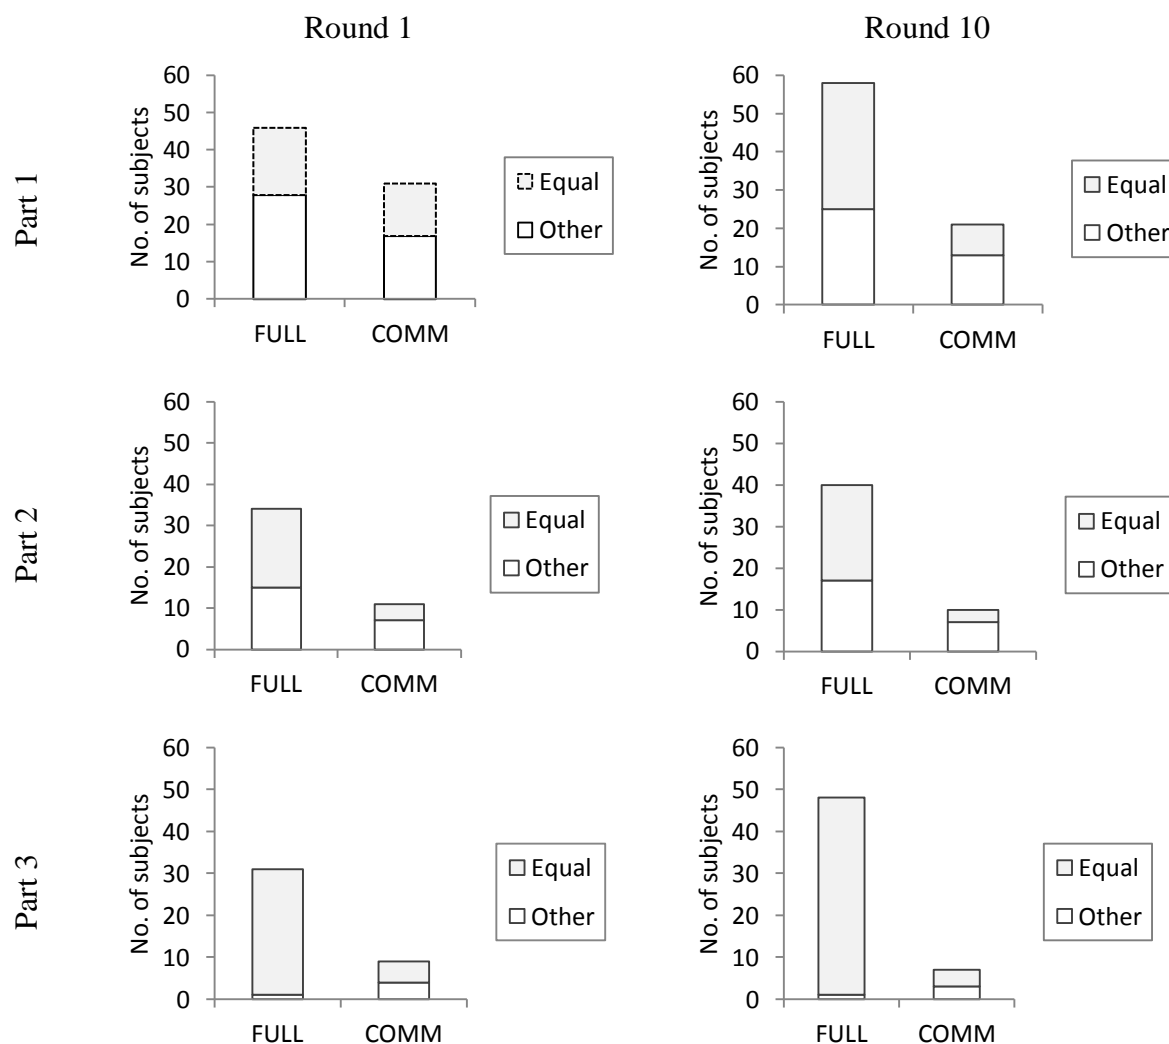 Round 1
Round 10
Part 1
No. of subjects
60
50
40
30
20
10
0
FULL
COMM
Equal
Other
No. of subjects
60
50
40
30
20
10
0
FULL
COMM
Equal
Other
Part 2
No. of subjects
60
50
40
30
20
10
0
FULL
COMM
Equal
Other
No. of subjects
60
50
40
30
20
10
0
FULL
COMM
Equal
Other
Part 3
No. of subjects
60
50
40
30
20
10
0
FULL
COMM
Equal
Other
No. of subjects
60
50
40
30
20
10
0
FULL
COMM
Equal
Other